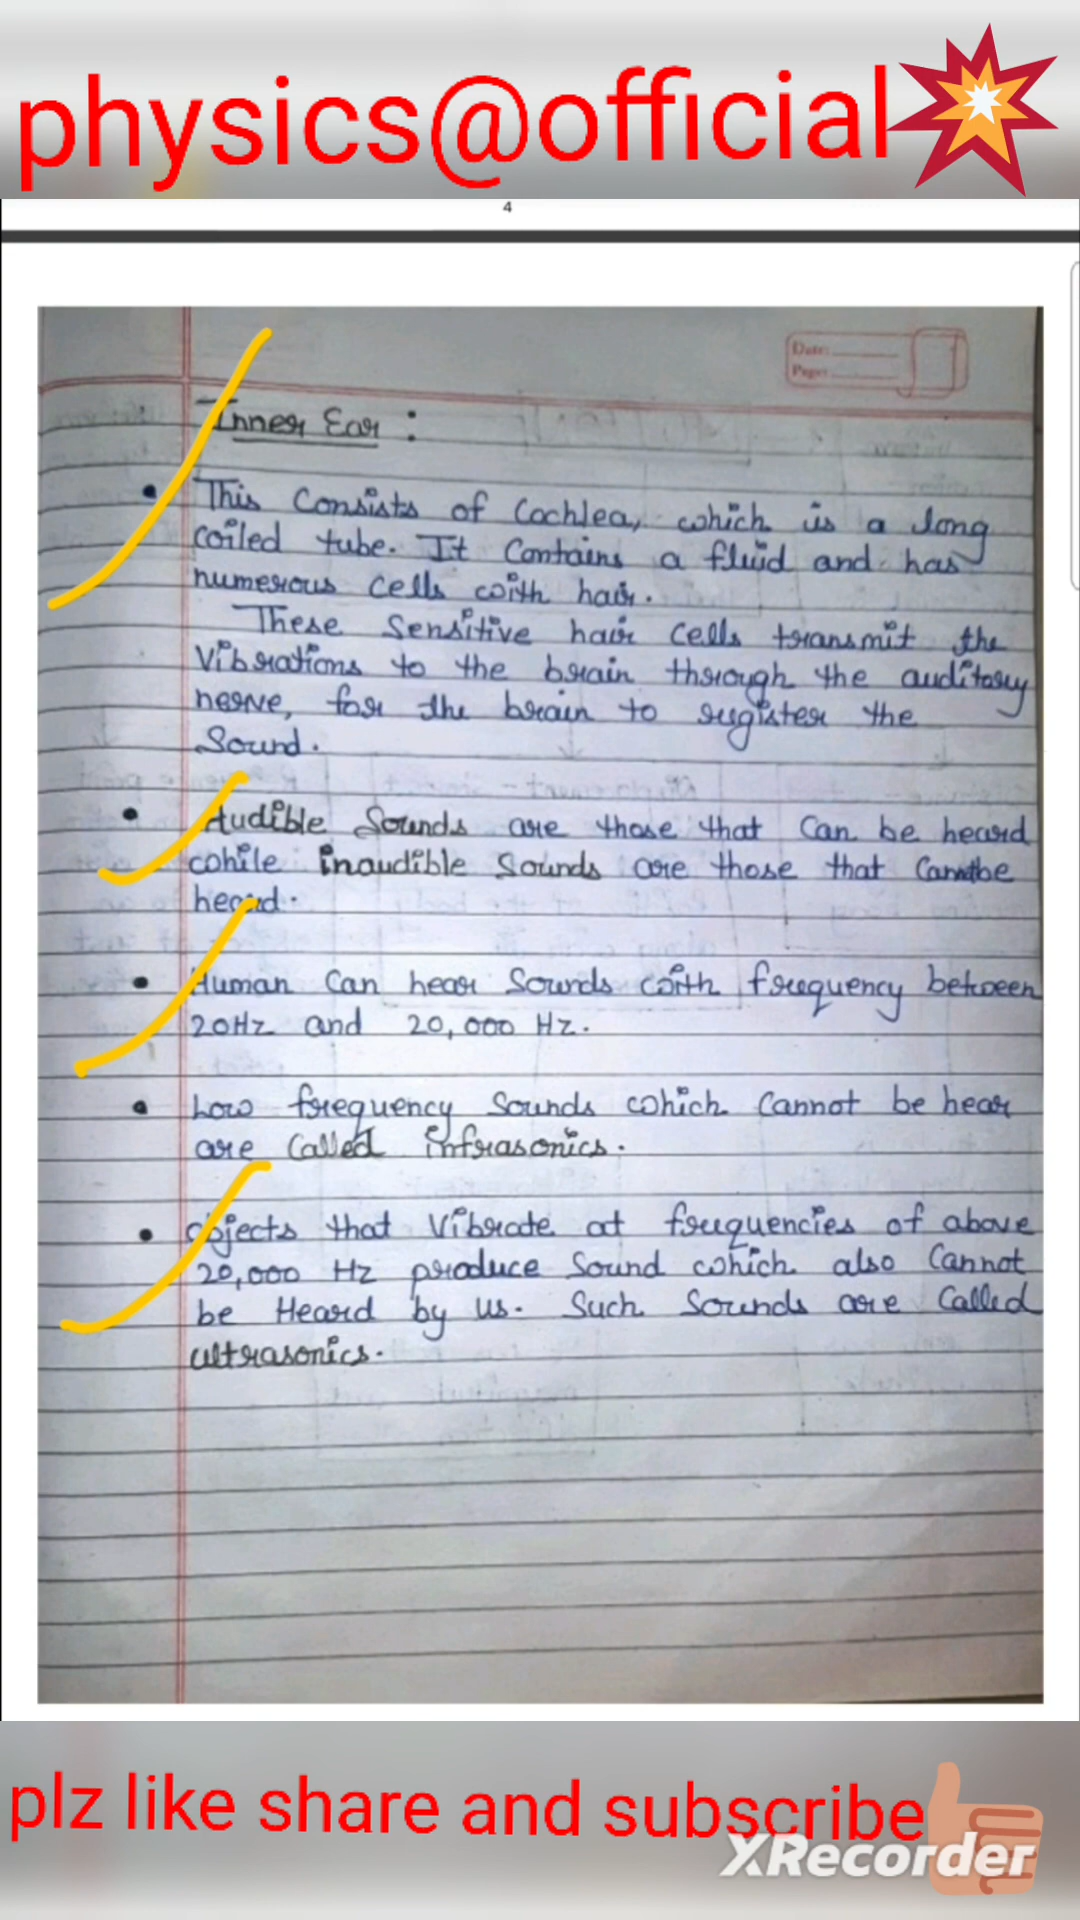 physics@official
4
Date:
Page:
Inner Ear :
• This Consists of Cochlea, which is a long
coiled tube. It Contains a fluid and has
numerous cells with hair.
These Sensitive hair Cells transmit the
Vibrations to the brain through the auditory
nerve, for the brain to register the
Sound.
• Audible Sounds are those that Can be heard
while inaudible Sounds are those that Cannotbe
heard.
• Human Can hear Sounds with frequency between
20Hz and 20,000 Hz.
• Low frequency Sounds which Cannot be hear
are Called infrasonics.
• objects that Vibrate at frequencies of above
20,000 Hz produce Sound which also Cannot
be Heard by us. Such Sounds are Called
ultrasonics.
plz like share and subscribe
XRecorder